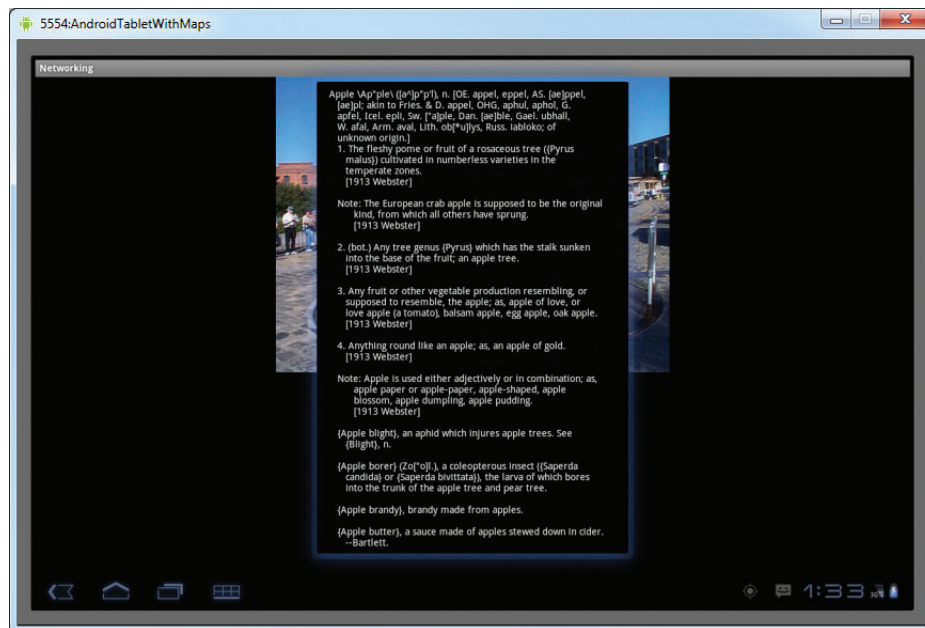 5554:AndroidTabletWithMaps
Networking
Apple \Ap"ple\ ([a^]p"p'l), n. [OE. appel, eppel, AS. [ae]ppel,
[ae]pl; akin to Fries. & D. appel, OHG, aphul, aphol, G.
apfel, Icel. epli, Sw. ["a]ple, Dan. [ae]ble, Gael. ubhall,
W. afal, Arm. aval, Lith. ob[*u]lys, Russ. iabloko; of
unknown origin.]
1. The fleshy pome or fruit of a rosaceous tree ({Pyrus
malus}) cultivated in numberless varieties in the
temperate zones.
[1913 Webster]
Note: The European crab apple is supposed to be the original
kind, from which all others have sprung.
[1913 Webster]
2. (bot.) Any tree genus {Pyrus} which has the stalk sunken
into the base of the fruit; an apple tree.
[1913 Webster]
3. Any fruit or other vegetable production resembling, or
supposed to resemble, the apple; as, apple of love, or
love apple (a tomato), balsam apple, egg apple, oak apple.
[1913 Webster]
4. Anything round like an apple; as, an apple of gold.
[1913 Webster]
Note: Apple is used either adjectively or in combination; as,
apple paper or apple-paper, apple-shaped, apple
blossom, apple dumpling, apple pudding.
[1913 Webster]
{Apple blight}, an aphid which injures apple trees. See
{Blight}, n.
{Apple borer} (Zo["o]l.), a coleopterous insect ({Saperda
candida} or {Saperda bivittata}), the larva of which bores
into the trunk of the apple tree and pear tree.
{Apple brandy}, brandy made from apples.
{Apple butter}, a sauce made of apples stewed down in cider.
--Bartlett.
1:33 3G